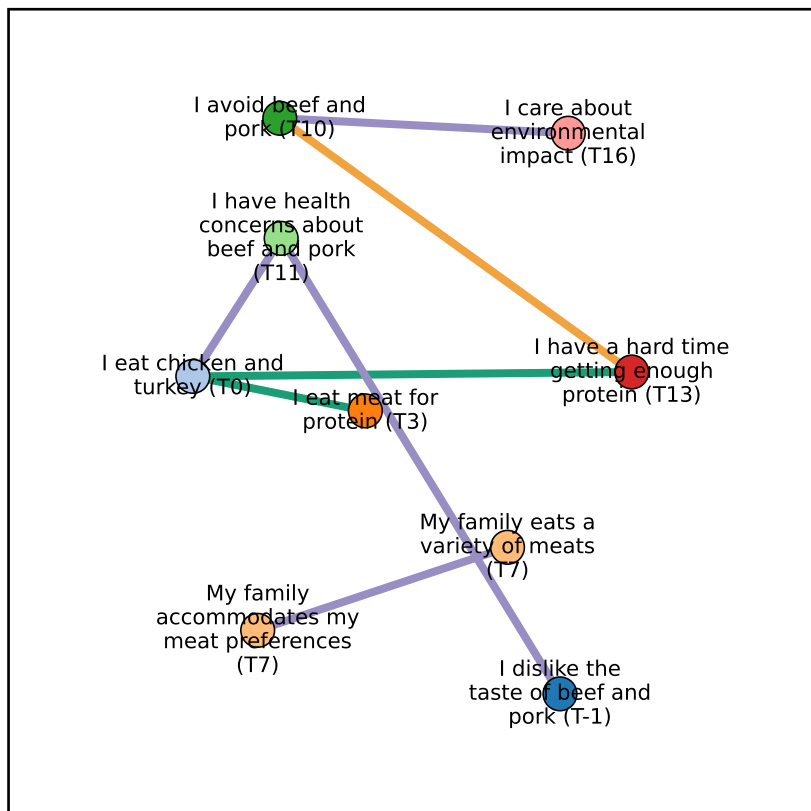 I avoid beef and
pork (T10)
I care about
environmental
impact (T16)
I have health
concerns about
beef and pork
(T11)
I eat chicken and
turkey (T0)
I have a hard time
getting enough
protein (T13)
I eat meat for
protein (T3)
My family eats a
variety of meats
(T7)
My family
accommodates my
meat preferences
(T7)
I dislike the
taste of beef and
pork (T-1)